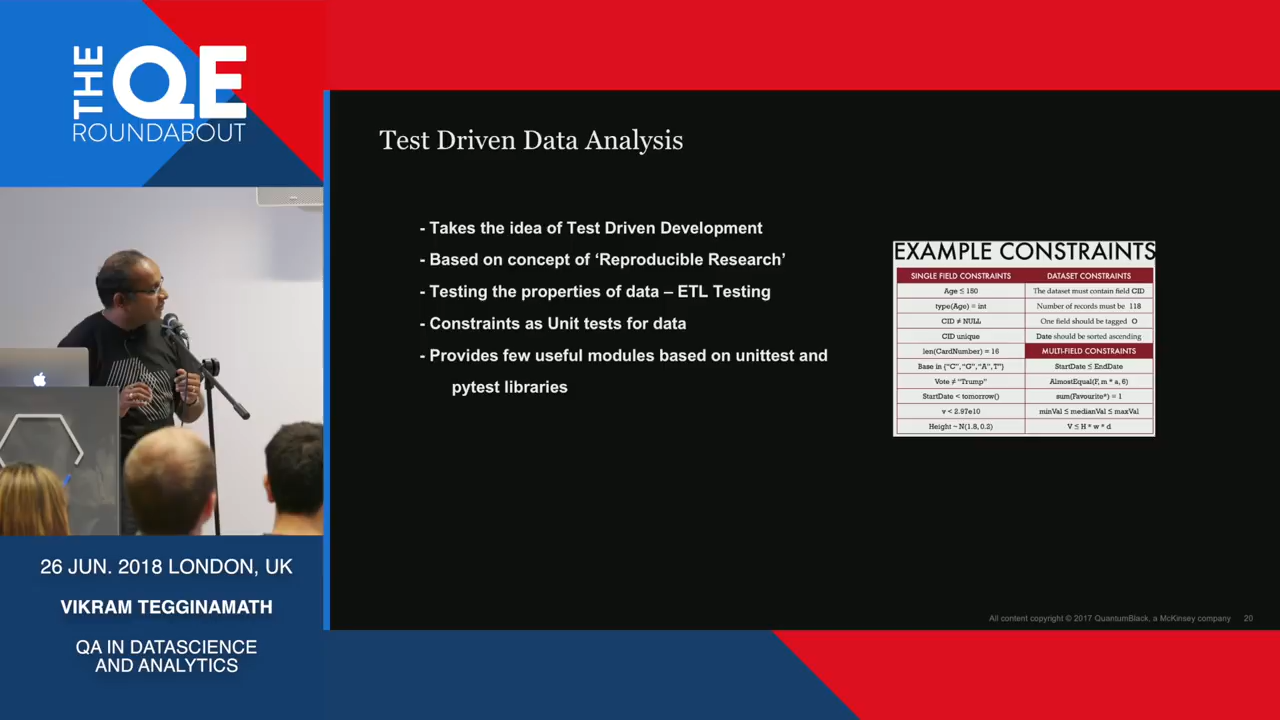 THE
QE
ROUNDABOUT
Test Driven Data Analysis
- Takes the idea of Test Driven Development
- Based on concept of ‘Reproducible Research’
- Testing the properties of data – ETL Testing
- Constraints as Unit tests for data
- Provides few useful modules based on unittest and
pytest libraries
EXAMPLE CONSTRAINTS
SINGLE FIELD CONSTRAINTS
Age ≤ 150
type(Age) = int
CID ≠ NULL
CID unique
len(CardNumber) = 16
Base in {“C”, “G”, “A”, T”}
Vote ≠ “Trump”
StartDate < tomorrow()
v < 2.97e10
Height ~ N(1.8, 0.2)
DATASET CONSTRAINTS
The dataset must contain field CID
Number of records must be 118
One field should be tagged O
Date should be sorted ascending
MULTI-FIELD CONSTRAINTS
StartDate ≤ EndDate
AlmostEqual(F, m * a, 6)
sum(Favourite*) = 1
minVal ≤ medianVal ≤ maxVal
V ≤ H * w * d
All content copyright © 2017 QuantumBlack, a McKinsey company 20
26 JUN. 2018 LONDON, UK
VIKRAM TEGGINAMATH
QA IN DATASCIENCE
AND ANALYTICS